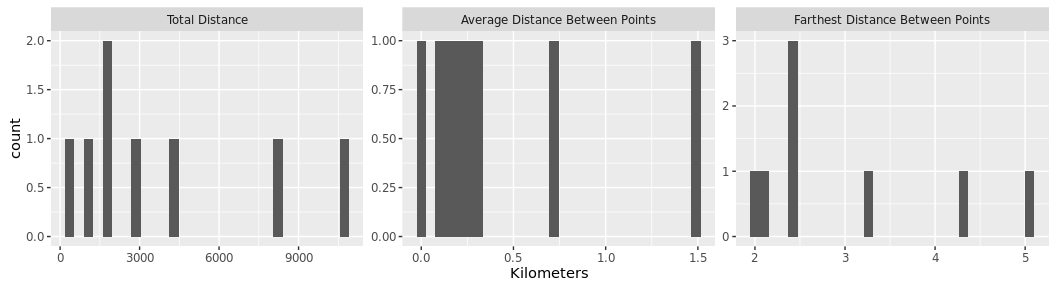 Total Distance
Average Distance Between Points
Farthest Distance Between Points
count
2.0
1.5
1.0
0.5
0.0
0 3000 6000 9000
1.00
0.75
0.50
0.25
0.00
0.0 0.5 1.0 1.5
3
2
1
0
2 3 4 5
Kilometers